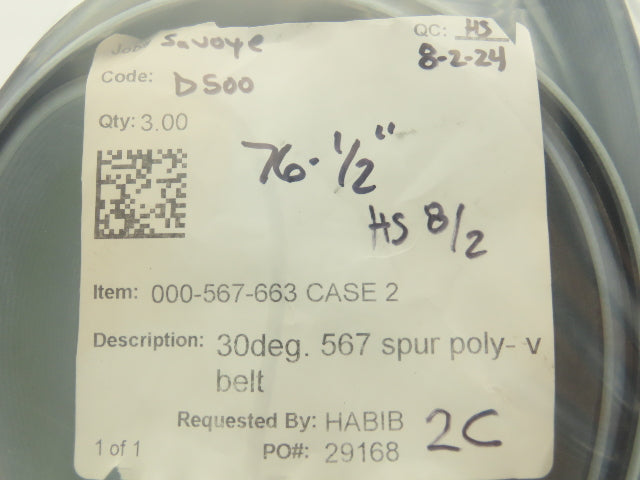 Job: Savoye
QC: HS
8-2-24
Code: D500
Qty: 3.00
76-1/2"
HS 8/2
Item: 000-567-663 CASE 2
Description: 30deg. 567 spur poly- v
belt
Requested By: HABIB
2C
1 of 1
PO#: 29168